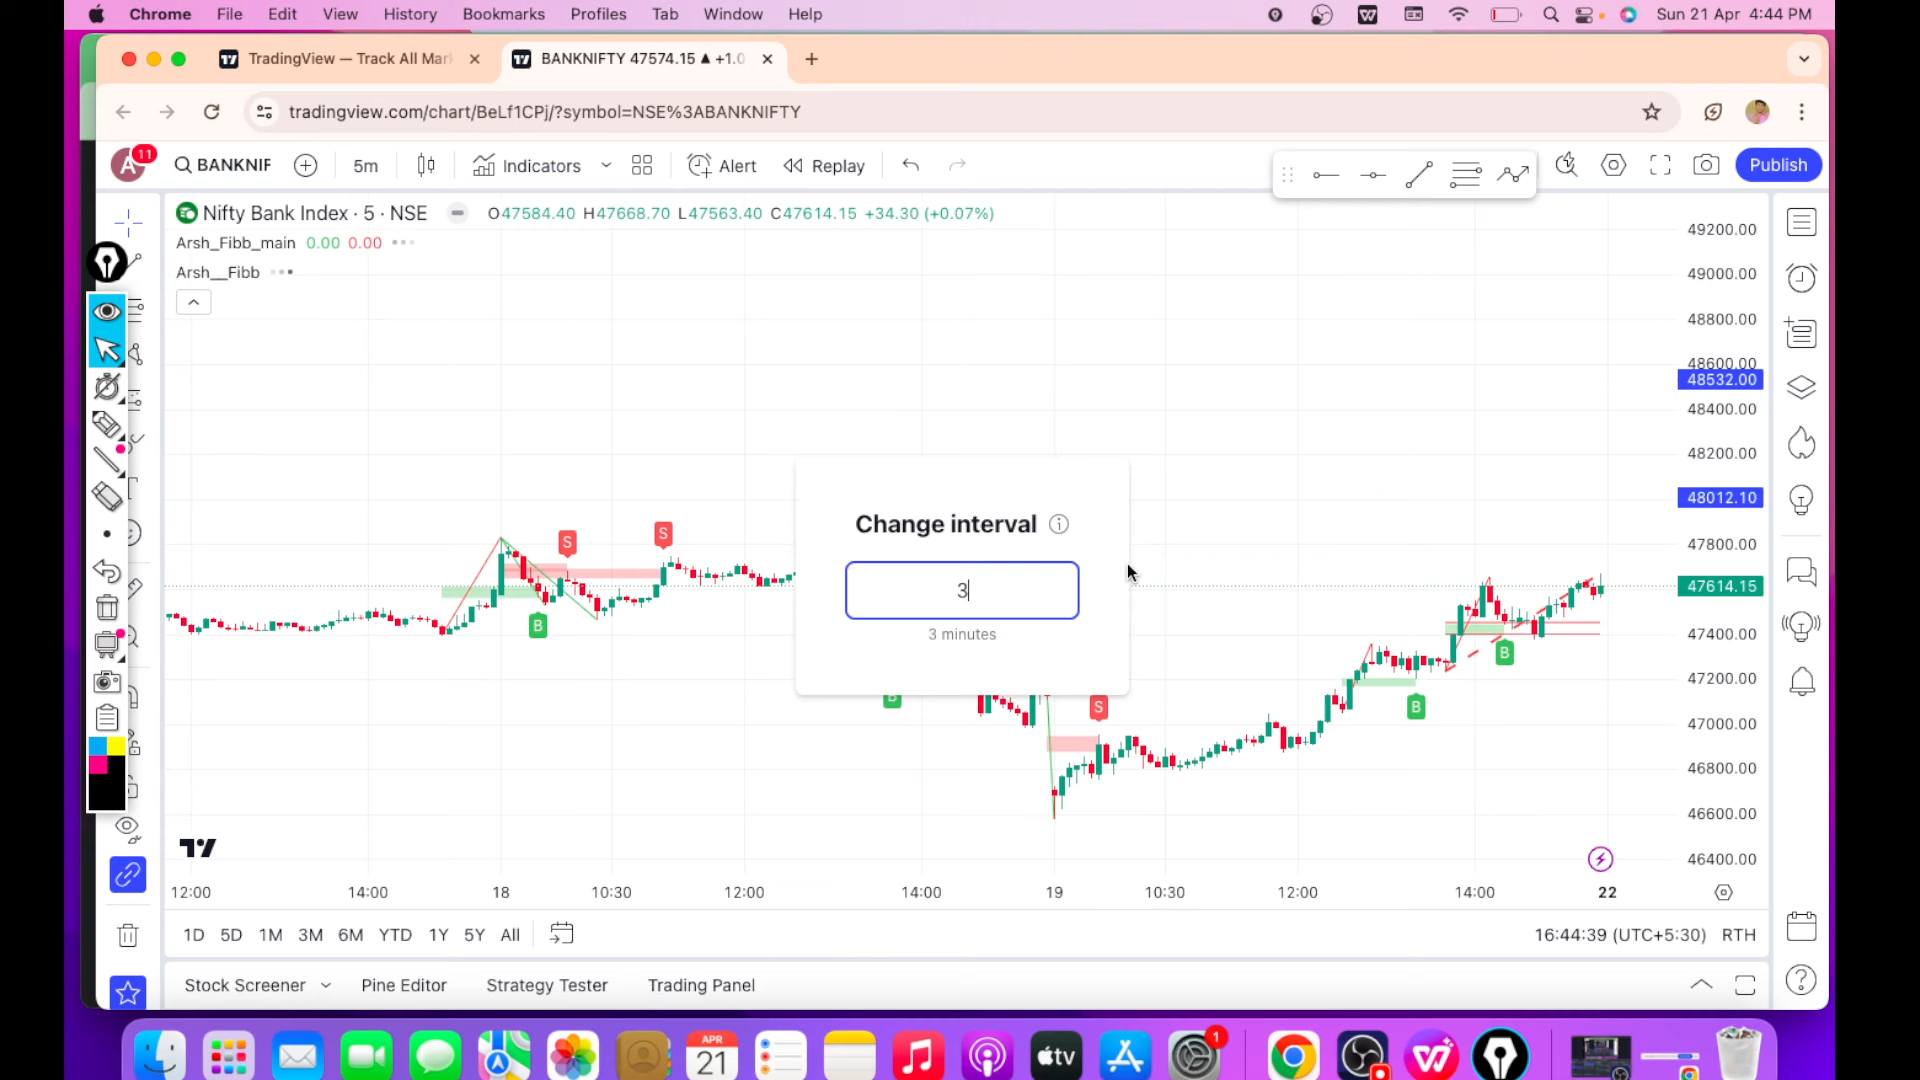 Chrome File Edit View History Bookmarks Profiles Tab Window Help Sun 21 Apr 4:44 PM
TradingView — Track All Mar BANKNIFTY 47574.15 ▲ +1.0
tradingview.com/chart/BeLf1CPj/?symbol=NSE%3ABANKNIFTY
A 11 BANKNIF 5m Indicators Alert Replay Publish
Nifty Bank Index · 5 · NSE O47584.40 H47668.70 L47563.40 C47614.15 +34.30 (+0.07%)
Arsh_Fibb_main 0.00 0.00
Arsh__Fibb
49200.00
49000.00
48800.00
48600.00
48532.00
48400.00
48200.00
48012.10
47800.00
47614.15
47400.00
47200.00
47000.00
46800.00
46600.00
46400.00
Change interval
3
3 minutes
S S
B
B
S
B
B
12:00 14:00 18 10:30 12:00 14:00 19 10:30 12:00 14:00 22
1D 5D 1M 3M 6M YTD 1Y 5Y All 16:44:39 (UTC+5:30) RTH
Stock Screener Pine Editor Strategy Tester Trading Panel
APR
21
tv
1